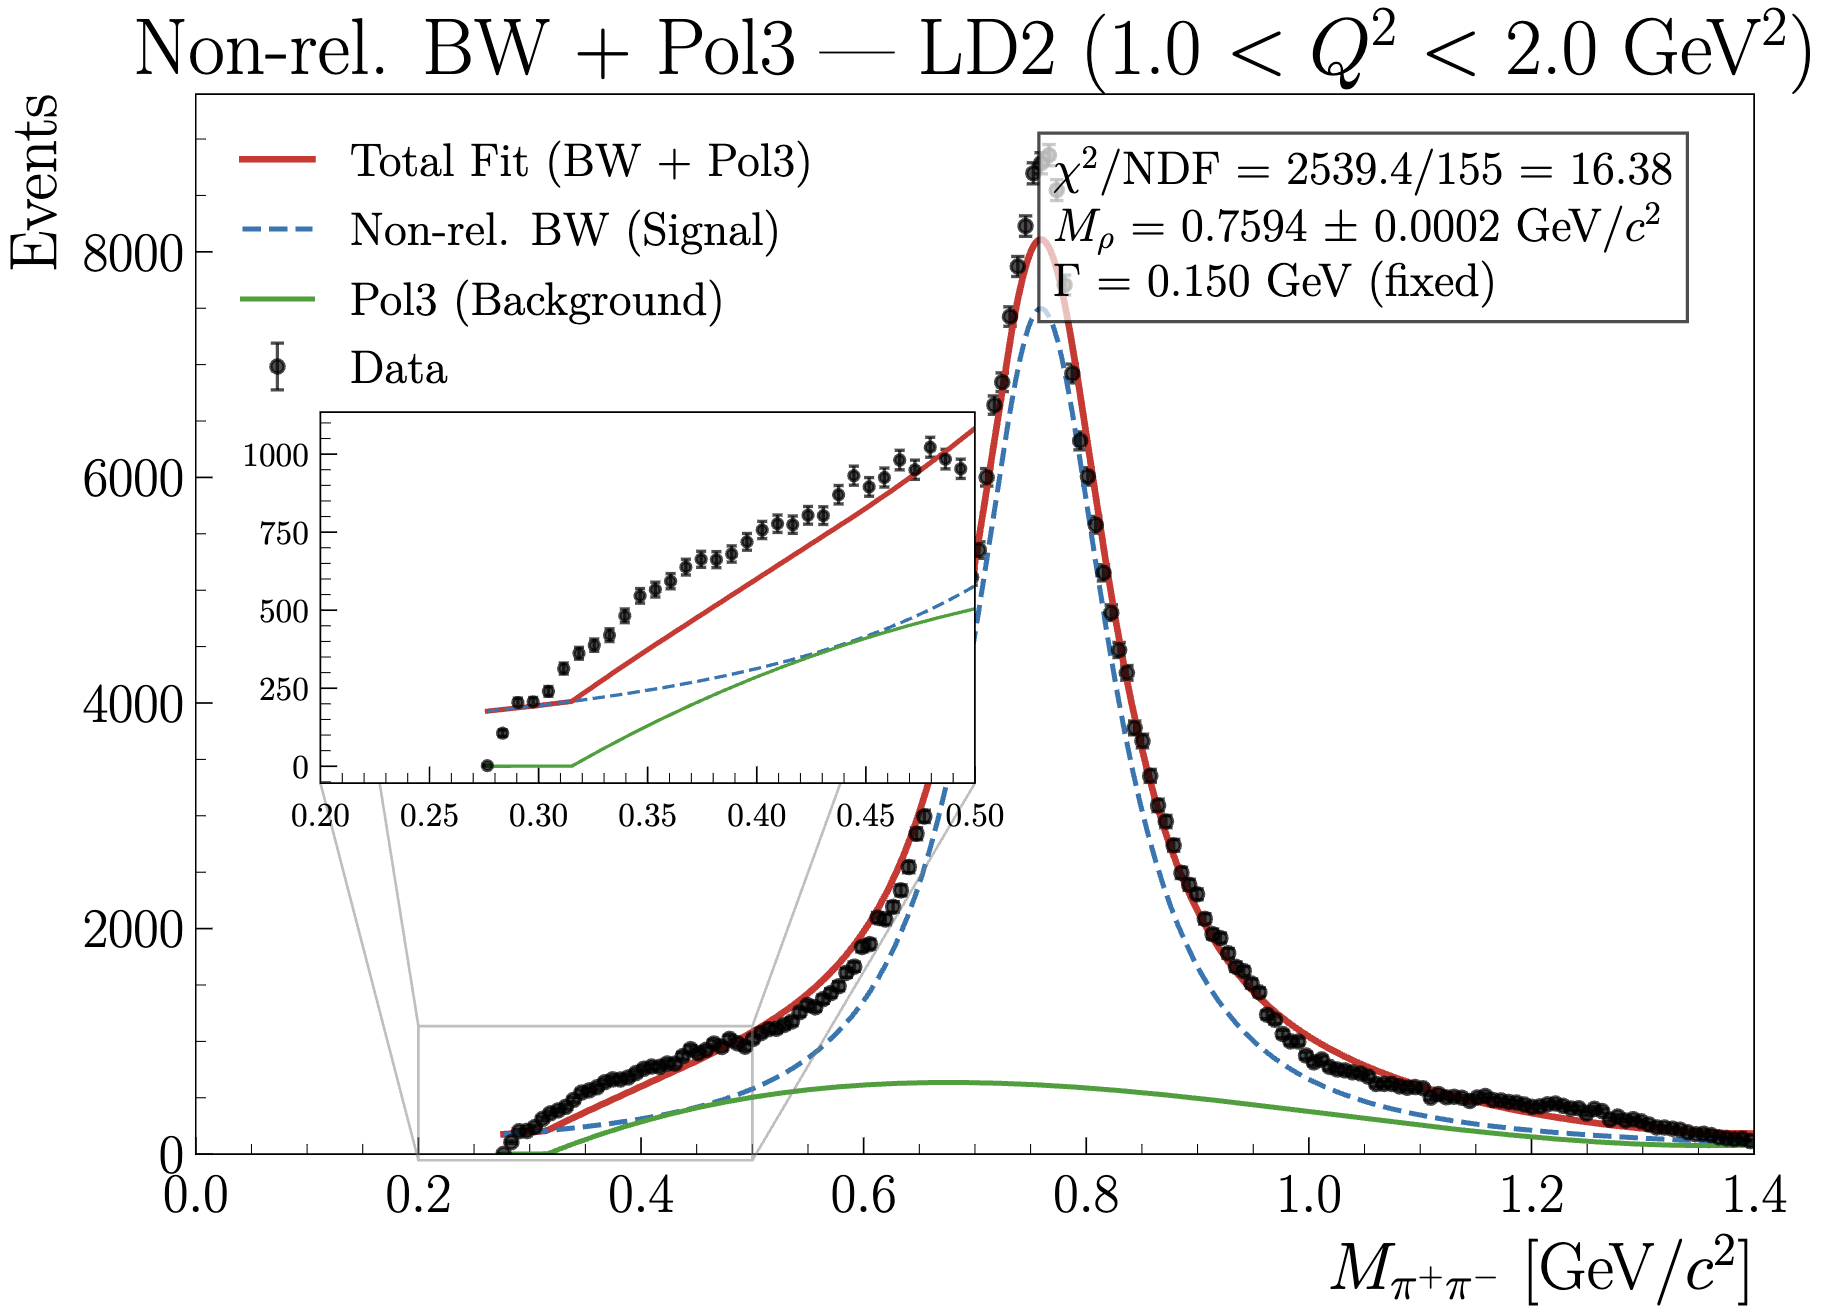 Non-rel. BW + Pol3 — LD2 (1.0 < Q² < 2.0 GeV²)
Events
Total Fit (BW + Pol3)
Non-rel. BW (Signal)
Pol3 (Background)
Data
χ²/NDF = 2539.4/155 = 16.38
M_ρ = 0.7594 ± 0.0002 GeV/c²
Γ = 0.150 GeV (fixed)
8000
6000
4000
2000
0
1000
750
500
250
0
0.20 0.25 0.30 0.35 0.40 0.45 0.50
0.0 0.2 0.4 0.6 0.8 1.0 1.2 1.4
M_π⁺π⁻ [GeV/c²]